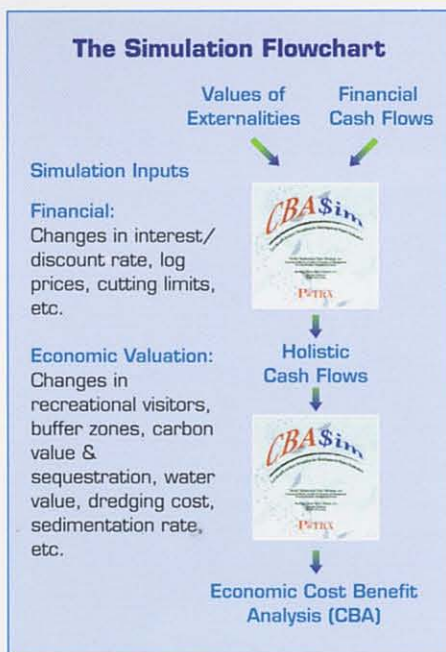 The Simulation Flowchart
Values of
Externalities
Financial
Cash Flows
Simulation Inputs
Financial:
Changes in interest/
discount rate, log
prices, cutting limits,
etc.
CBA$im
Holistic
Cash Flows
Economic Valuation:
Changes in
recreational visitors,
buffer zones, carbon
value &
sequestration, water
value, dredging cost,
sedimentation rate,
etc.
CBA$im
Economic Cost Benefit
Analysis (CBA)